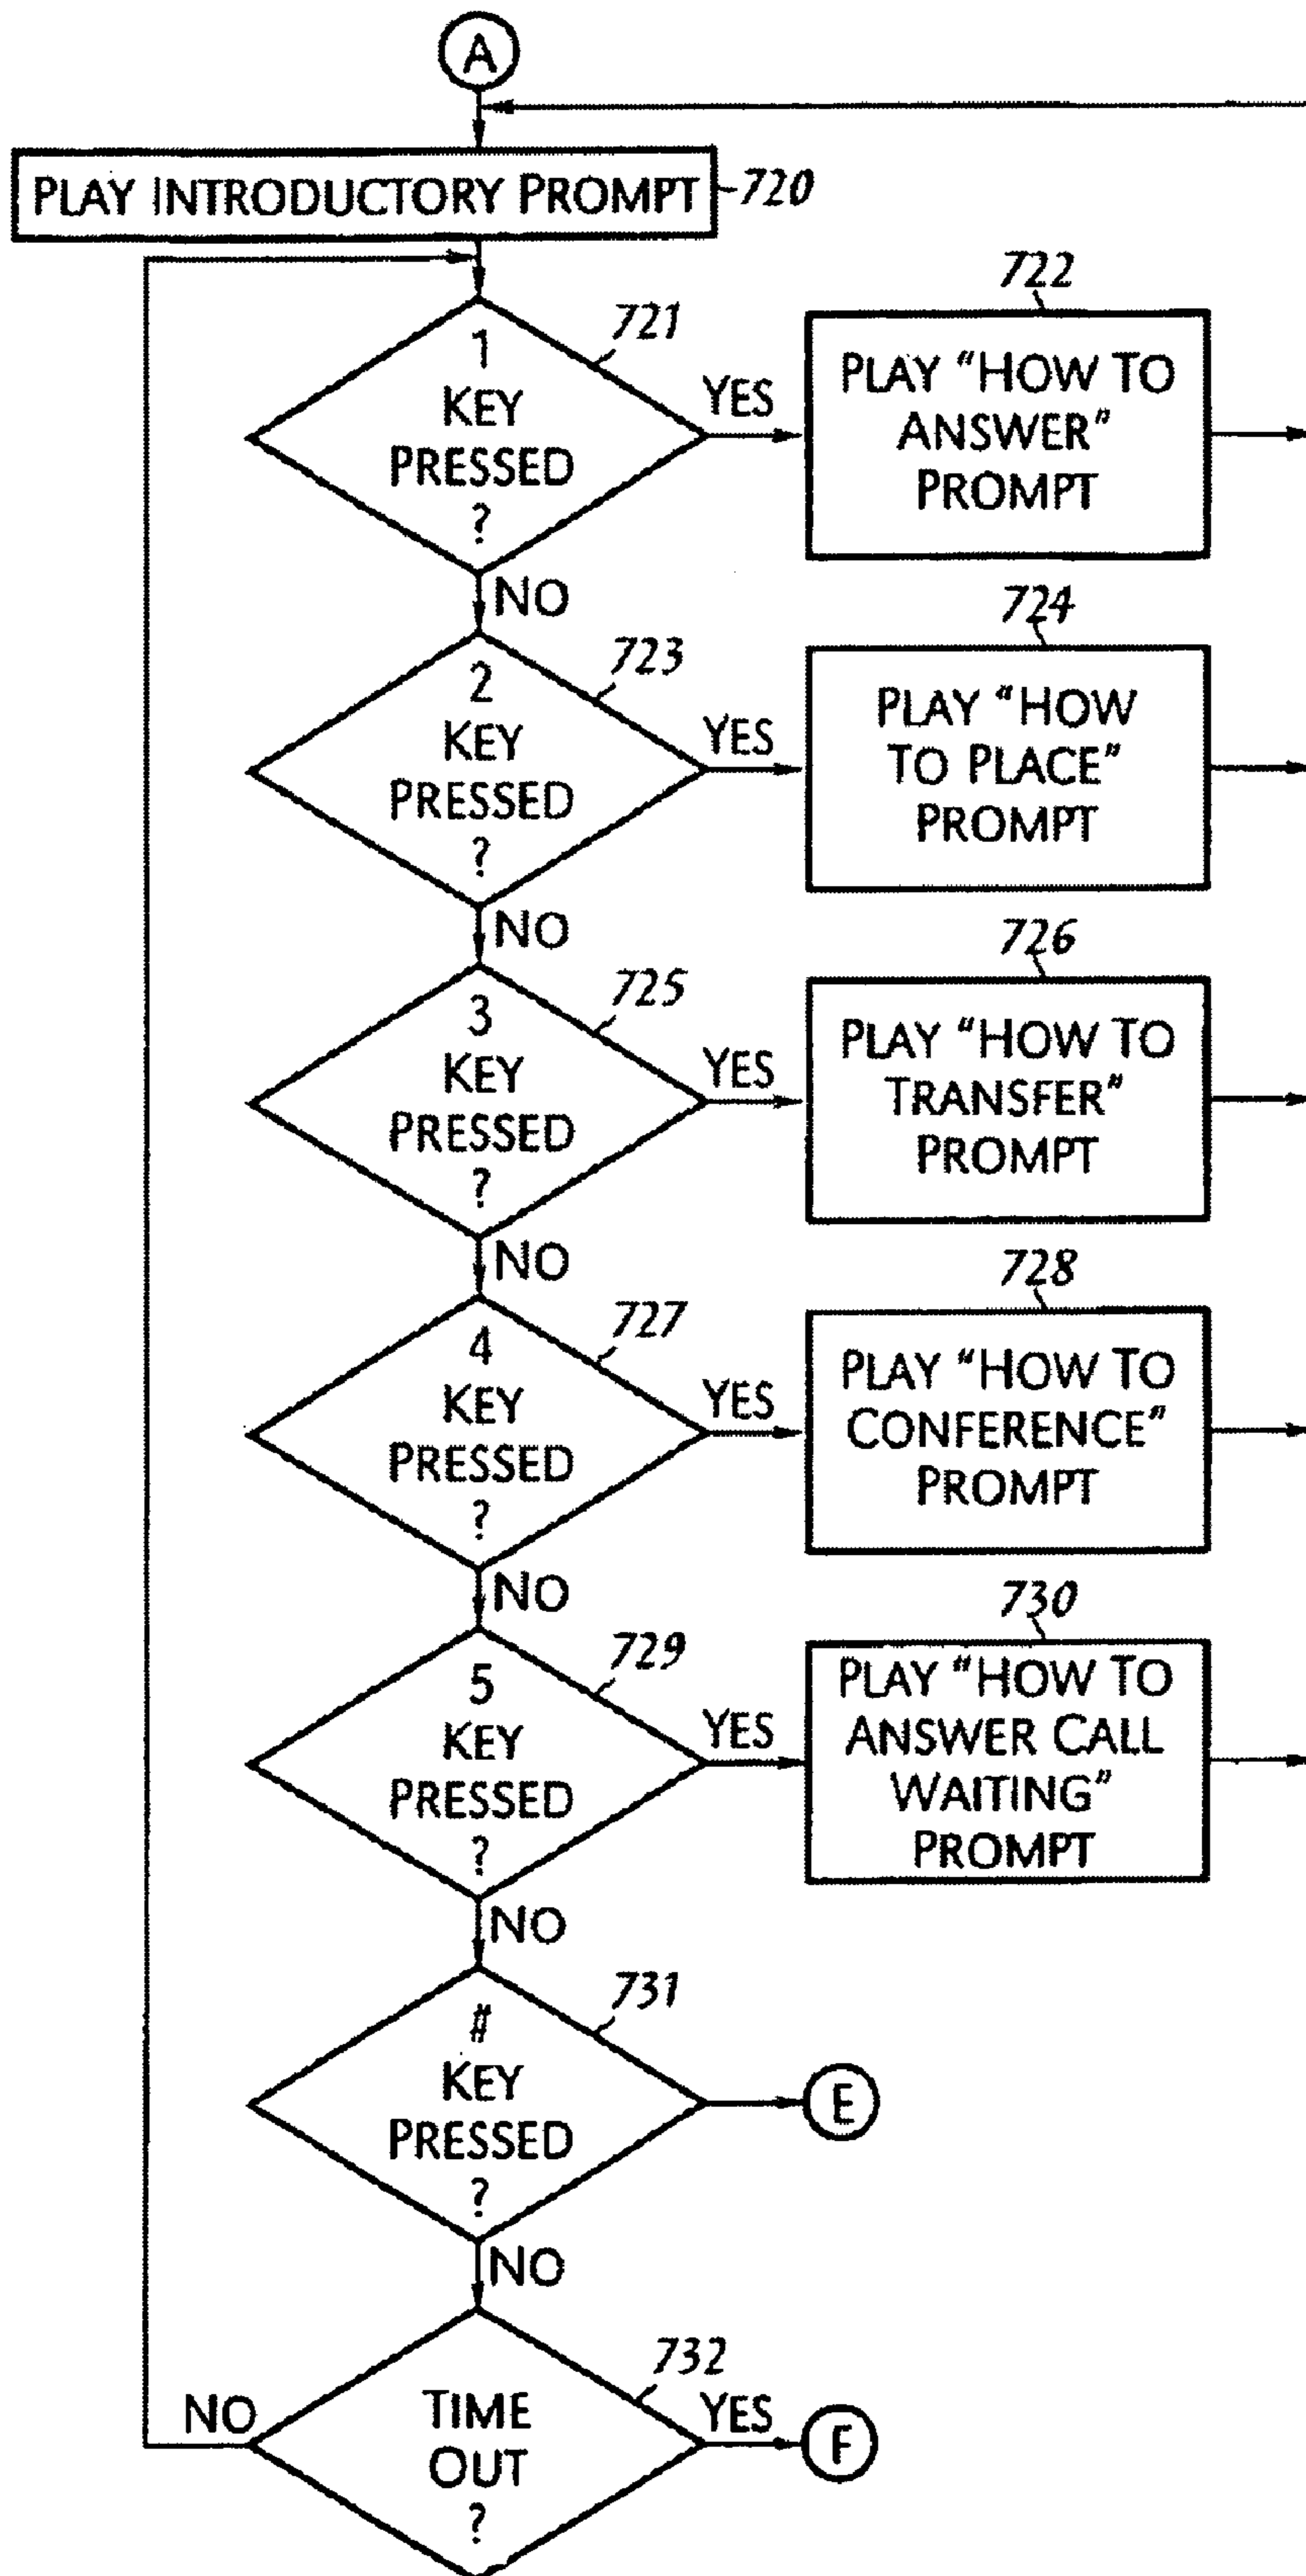 A
PLAY INTRODUCTORY PROMPT
720
1
KEY
PRESSED
?
721
YES
722
PLAY "HOW TO
ANSWER"
PROMPT
NO
2
KEY
PRESSED
?
723
YES
724
PLAY "HOW
TO PLACE"
PROMPT
NO
3
KEY
PRESSED
?
725
YES
726
PLAY "HOW TO
TRANSFER"
PROMPT
NO
4
KEY
PRESSED
?
727
YES
728
PLAY "HOW TO
CONFERENCE"
PROMPT
NO
5
KEY
PRESSED
?
729
YES
730
PLAY "HOW TO
ANSWER CALL
WAITING"
PROMPT
NO
#
KEY
PRESSED
?
731
E
NO
TIME
OUT
?
732
NO
YES
F